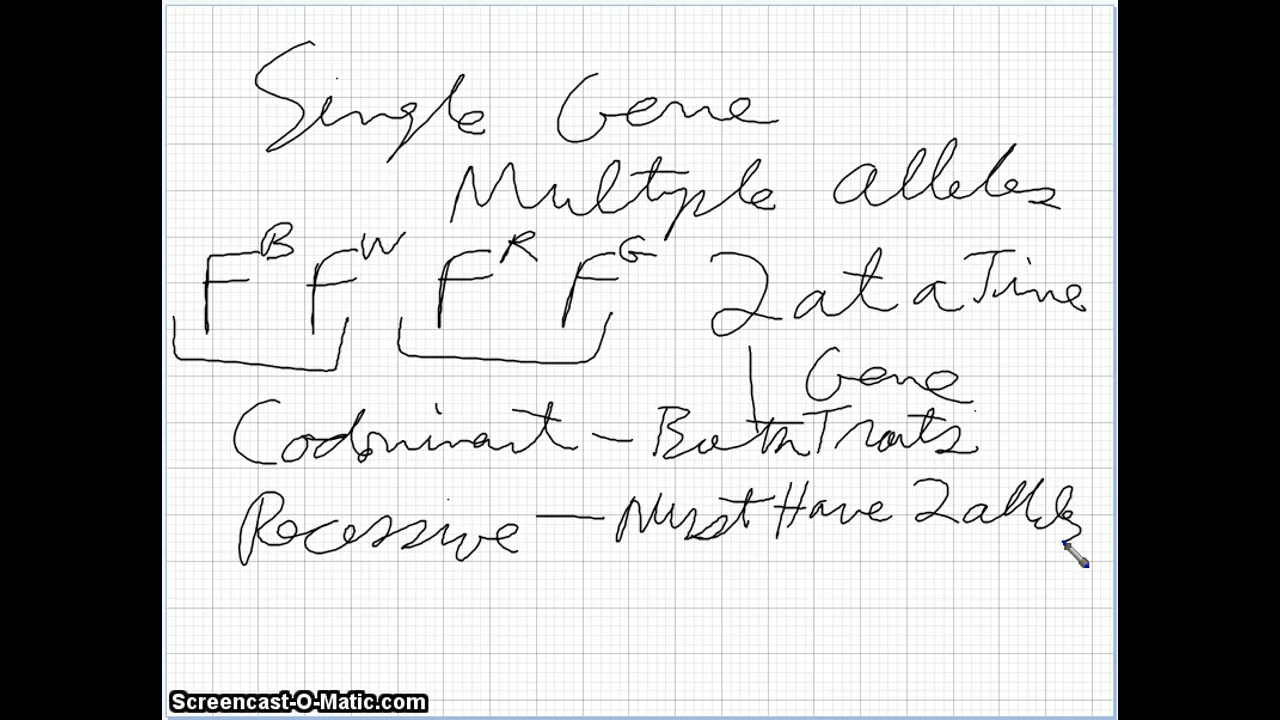 Single Gene
Multiple alleles
F^B F^W F^R F^G 2 at a Time
Gene
Codominant – Both Traits
Recessive — Must Have 2 alleles
Screencast-O-Matic.com